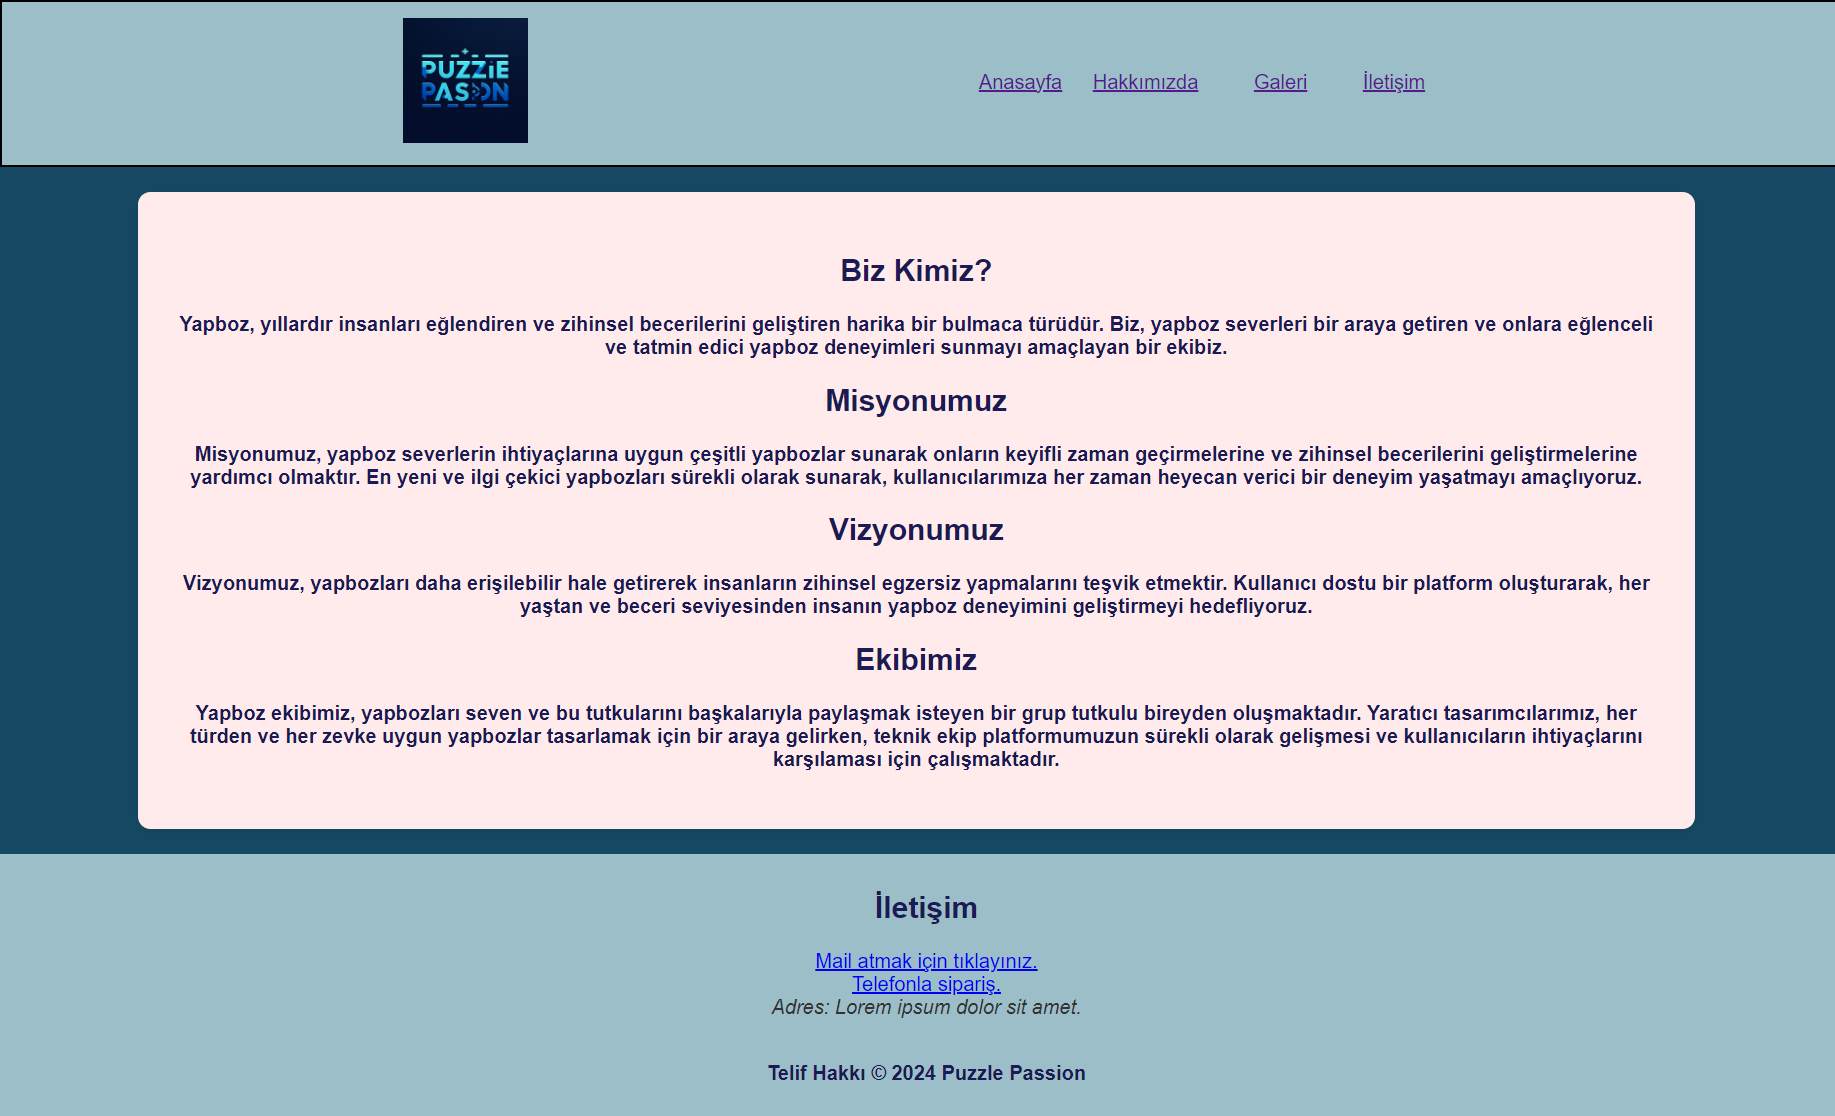 PUZZiE
PASION
Anasayfa Hakkımızda Galeri İletişim
Biz Kimiz?
Yapboz, yıllardır insanları eğlendiren ve zihinsel becerilerini geliştiren harika bir bulmaca türüdür. Biz, yapboz severleri bir araya getiren ve onlara eğlenceli
ve tatmin edici yapboz deneyimleri sunmayı amaçlayan bir ekibiz.
Misyonumuz
Misyonumuz, yapboz severlerin ihtiyaçlarına uygun çeşitli yapbozlar sunarak onların keyifli zaman geçirmelerine ve zihinsel becerilerini geliştirmelerine
yardımcı olmaktır. En yeni ve ilgi çekici yapbozları sürekli olarak sunarak, kullanıcılarımıza her zaman heyecan verici bir deneyim yaşatmayı amaçlıyoruz.
Vizyonumuz
Vizyonumuz, yapbozları daha erişilebilir hale getirerek insanların zihinsel egzersiz yapmalarını teşvik etmektir. Kullanıcı dostu bir platform oluşturarak, her
yaştan ve beceri seviyesinden insanın yapboz deneyimini geliştirmeyi hedefliyoruz.
Ekibimiz
Yapboz ekibimiz, yapbozları seven ve bu tutkularını başkalarıyla paylaşmak isteyen bir grup tutkulu bireyden oluşmaktadır. Yaratıcı tasarımcılarımız, her
türden ve her zevke uygun yapbozlar tasarlamak için bir araya gelirken, teknik ekip platformumuzun sürekli olarak gelişmesi ve kullanıcıların ihtiyaçlarını
karşılaması için çalışmaktadır.
İletişim
Mail atmak için tıklayınız.
Telefonla sipariş.
Adres: Lorem ipsum dolor sit amet.
Telif Hakkı © 2024 Puzzle Passion